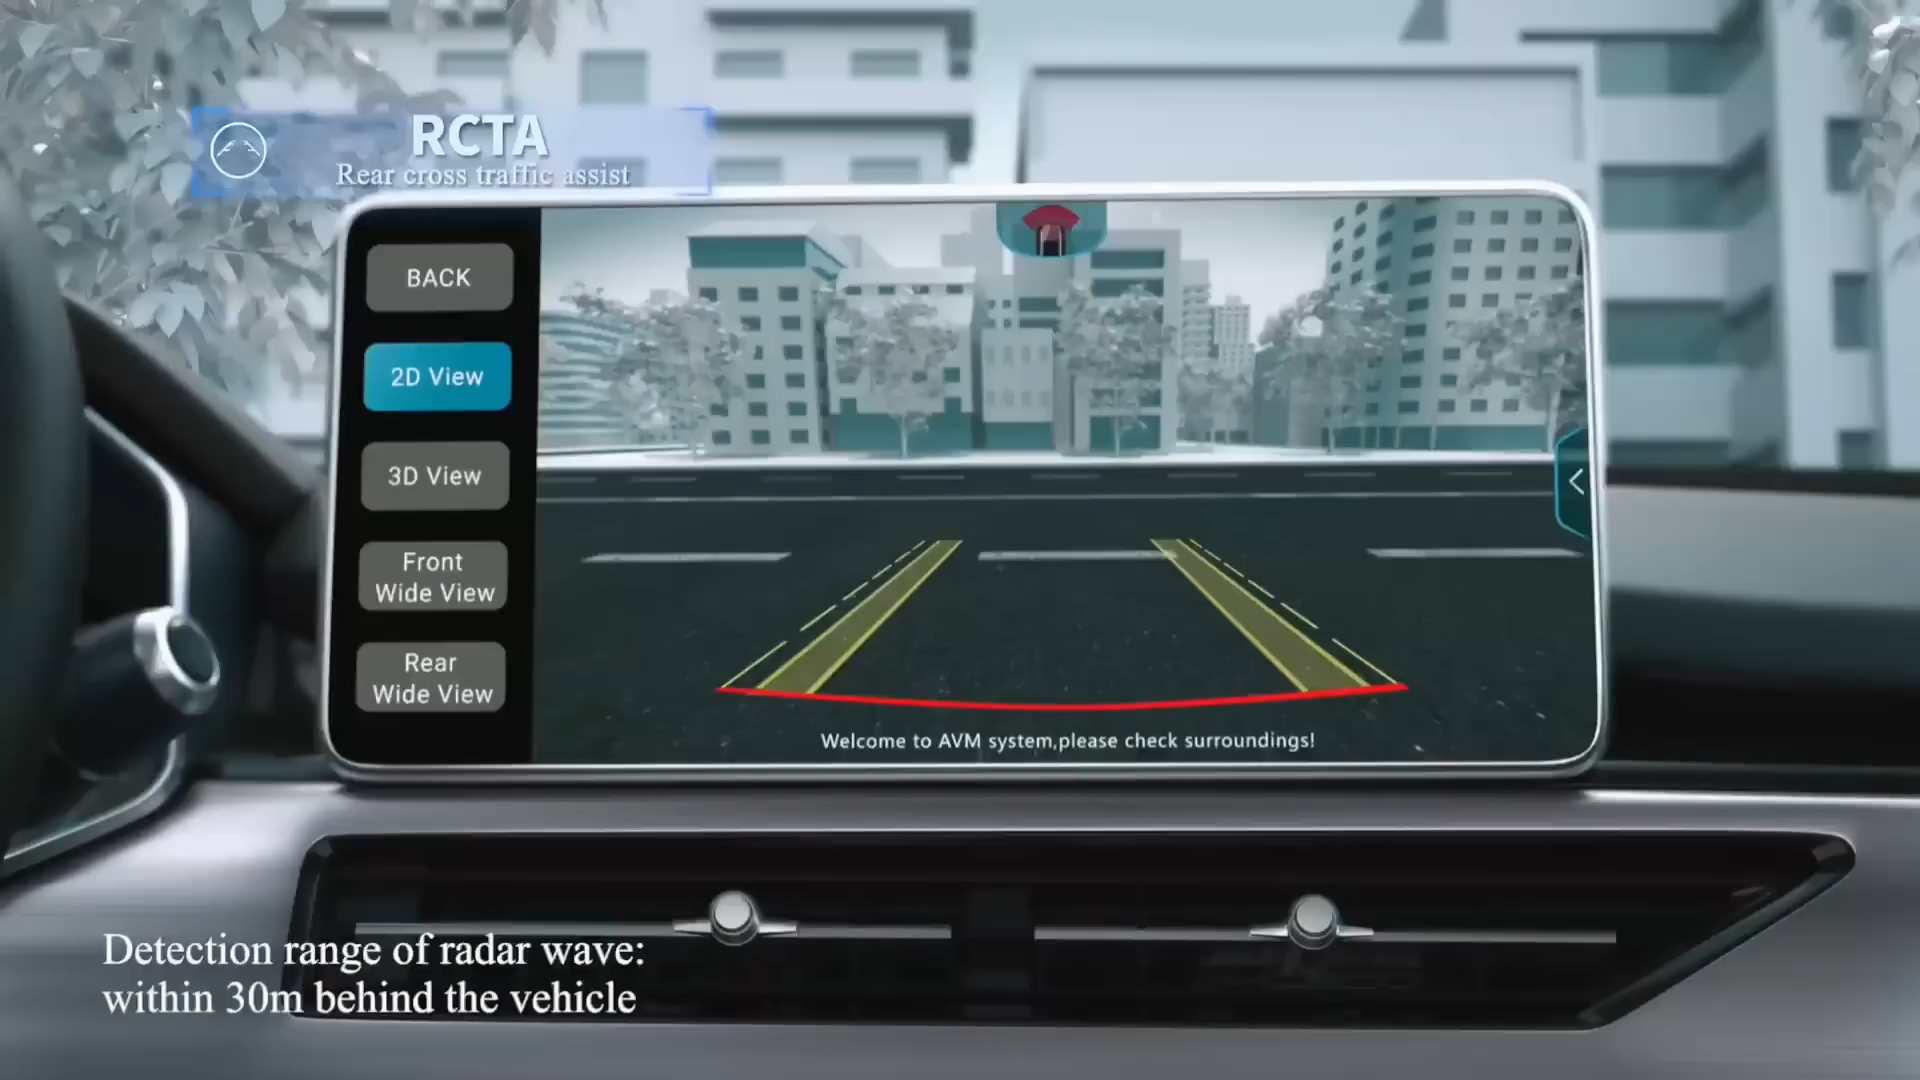 RCTA
Rear cross traffic assist
BACK
2D View
3D View
Front
Wide View
Rear
Wide View
Welcome to AVM system,please check surroundings!
Detection range of radar wave:
within 30m behind the vehicle